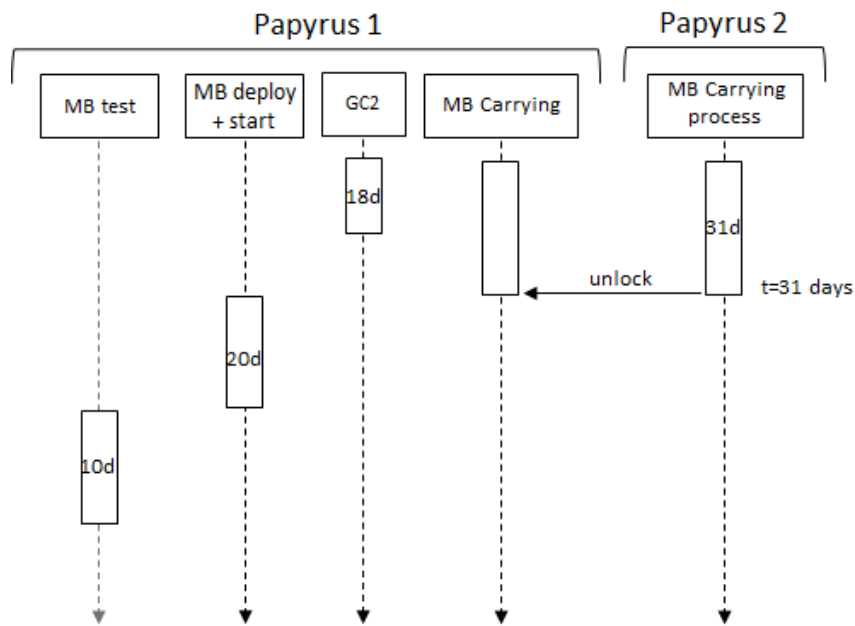 Papyrus 1
Papyrus 2
MB test
MB deploy
+ start
GC2
MB Carrying
MB Carrying
process
18d
31d
unlock
t=31 days
20d
10d